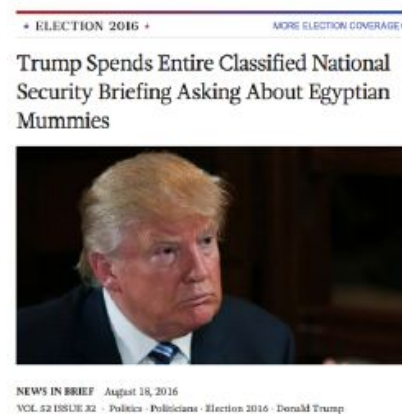 • ELECTION 2016 •
MORE ELECTION COVERAGE
Trump Spends Entire Classified National
Security Briefing Asking About Egyptian
Mummies
NEWS IN BRIEF August 18, 2016
VOL 52 ISSUE 32 · Politics · Politicians · Election 2016 · Donald Trump